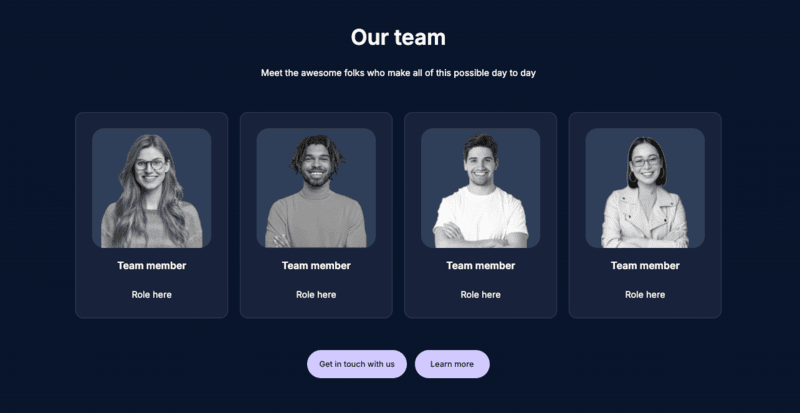 Our team
Meet the awesome folks who make all of this possible day to day
Team member
Role here
Team member
Role here
Team member
Role here
Team member
Role here
Get in touch with us
Learn more